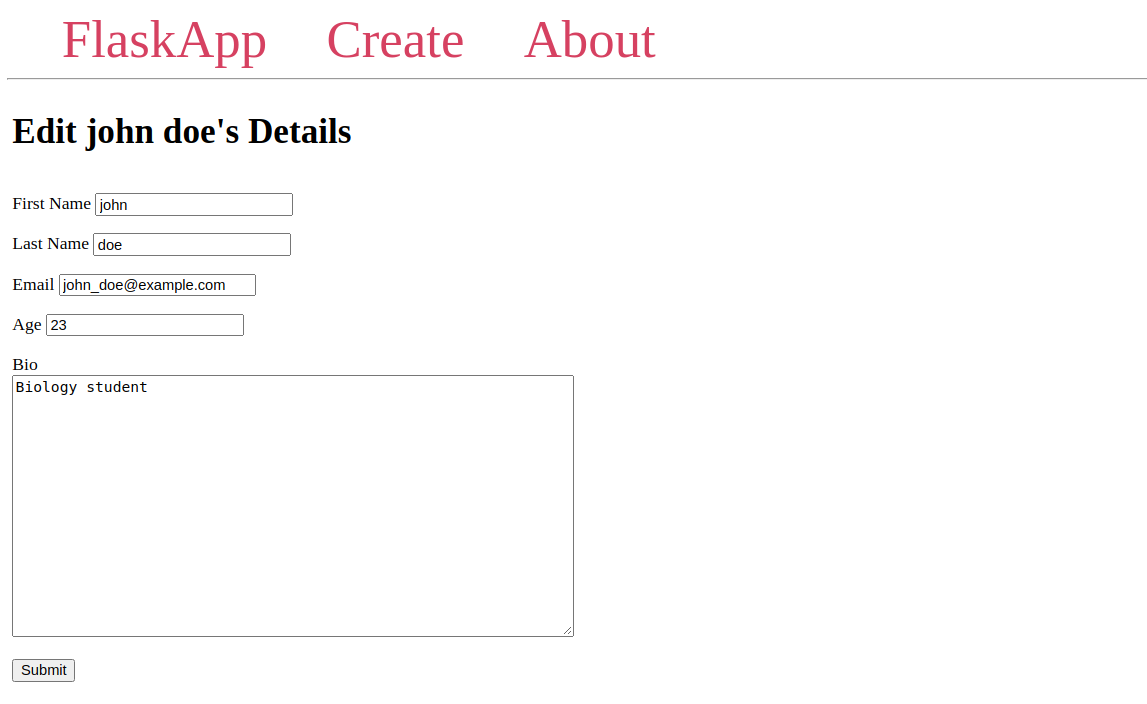 FlaskApp Create About
Edit john doe's Details
First Name john
Last Name doe
Email john_doe@example.com
Age 23
Bio
Biology student
Submit